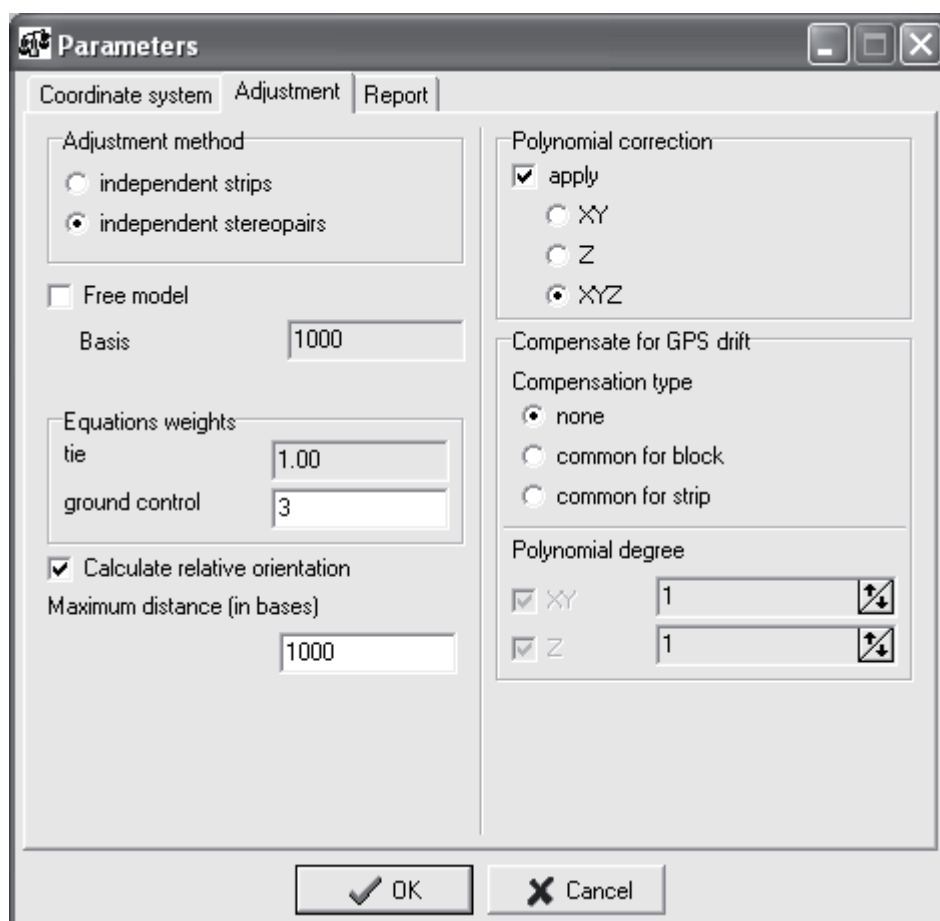 Parameters
Coordinate system Adjustment Report
Adjustment method
independent strips
independent stereopairs
Free model
Basis 1000
Equations weights
tie 1.00
ground control 3
Calculate relative orientation
Maximum distance (in bases)
1000
Polynomial correction
apply
XY
Z
XYZ
Compensate for GPS drift
Compensation type
none
common for block
common for strip
Polynomial degree
XY 1
Z 1
OK Cancel